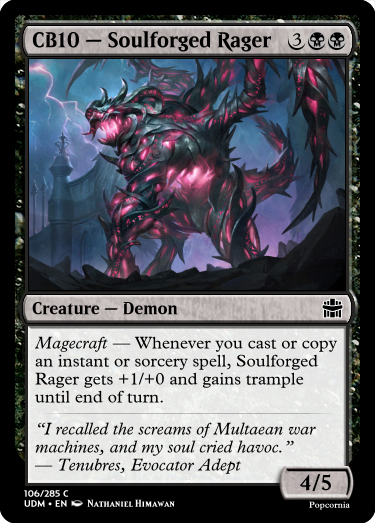 CB10 — Soulforged Rager 3
Creature — Demon
Magecraft — Whenever you cast or copy
an instant or sorcery spell, Soulforged
Rager gets +1/+0 and gains trample
until end of turn.
“I recalled the screams of Multaean war
machines, and my soul cried havoc.”
— Tenubres, Evocator Adept
4/5
106/285 C
UDM • EN Nathaniel Himawan
Popcornia